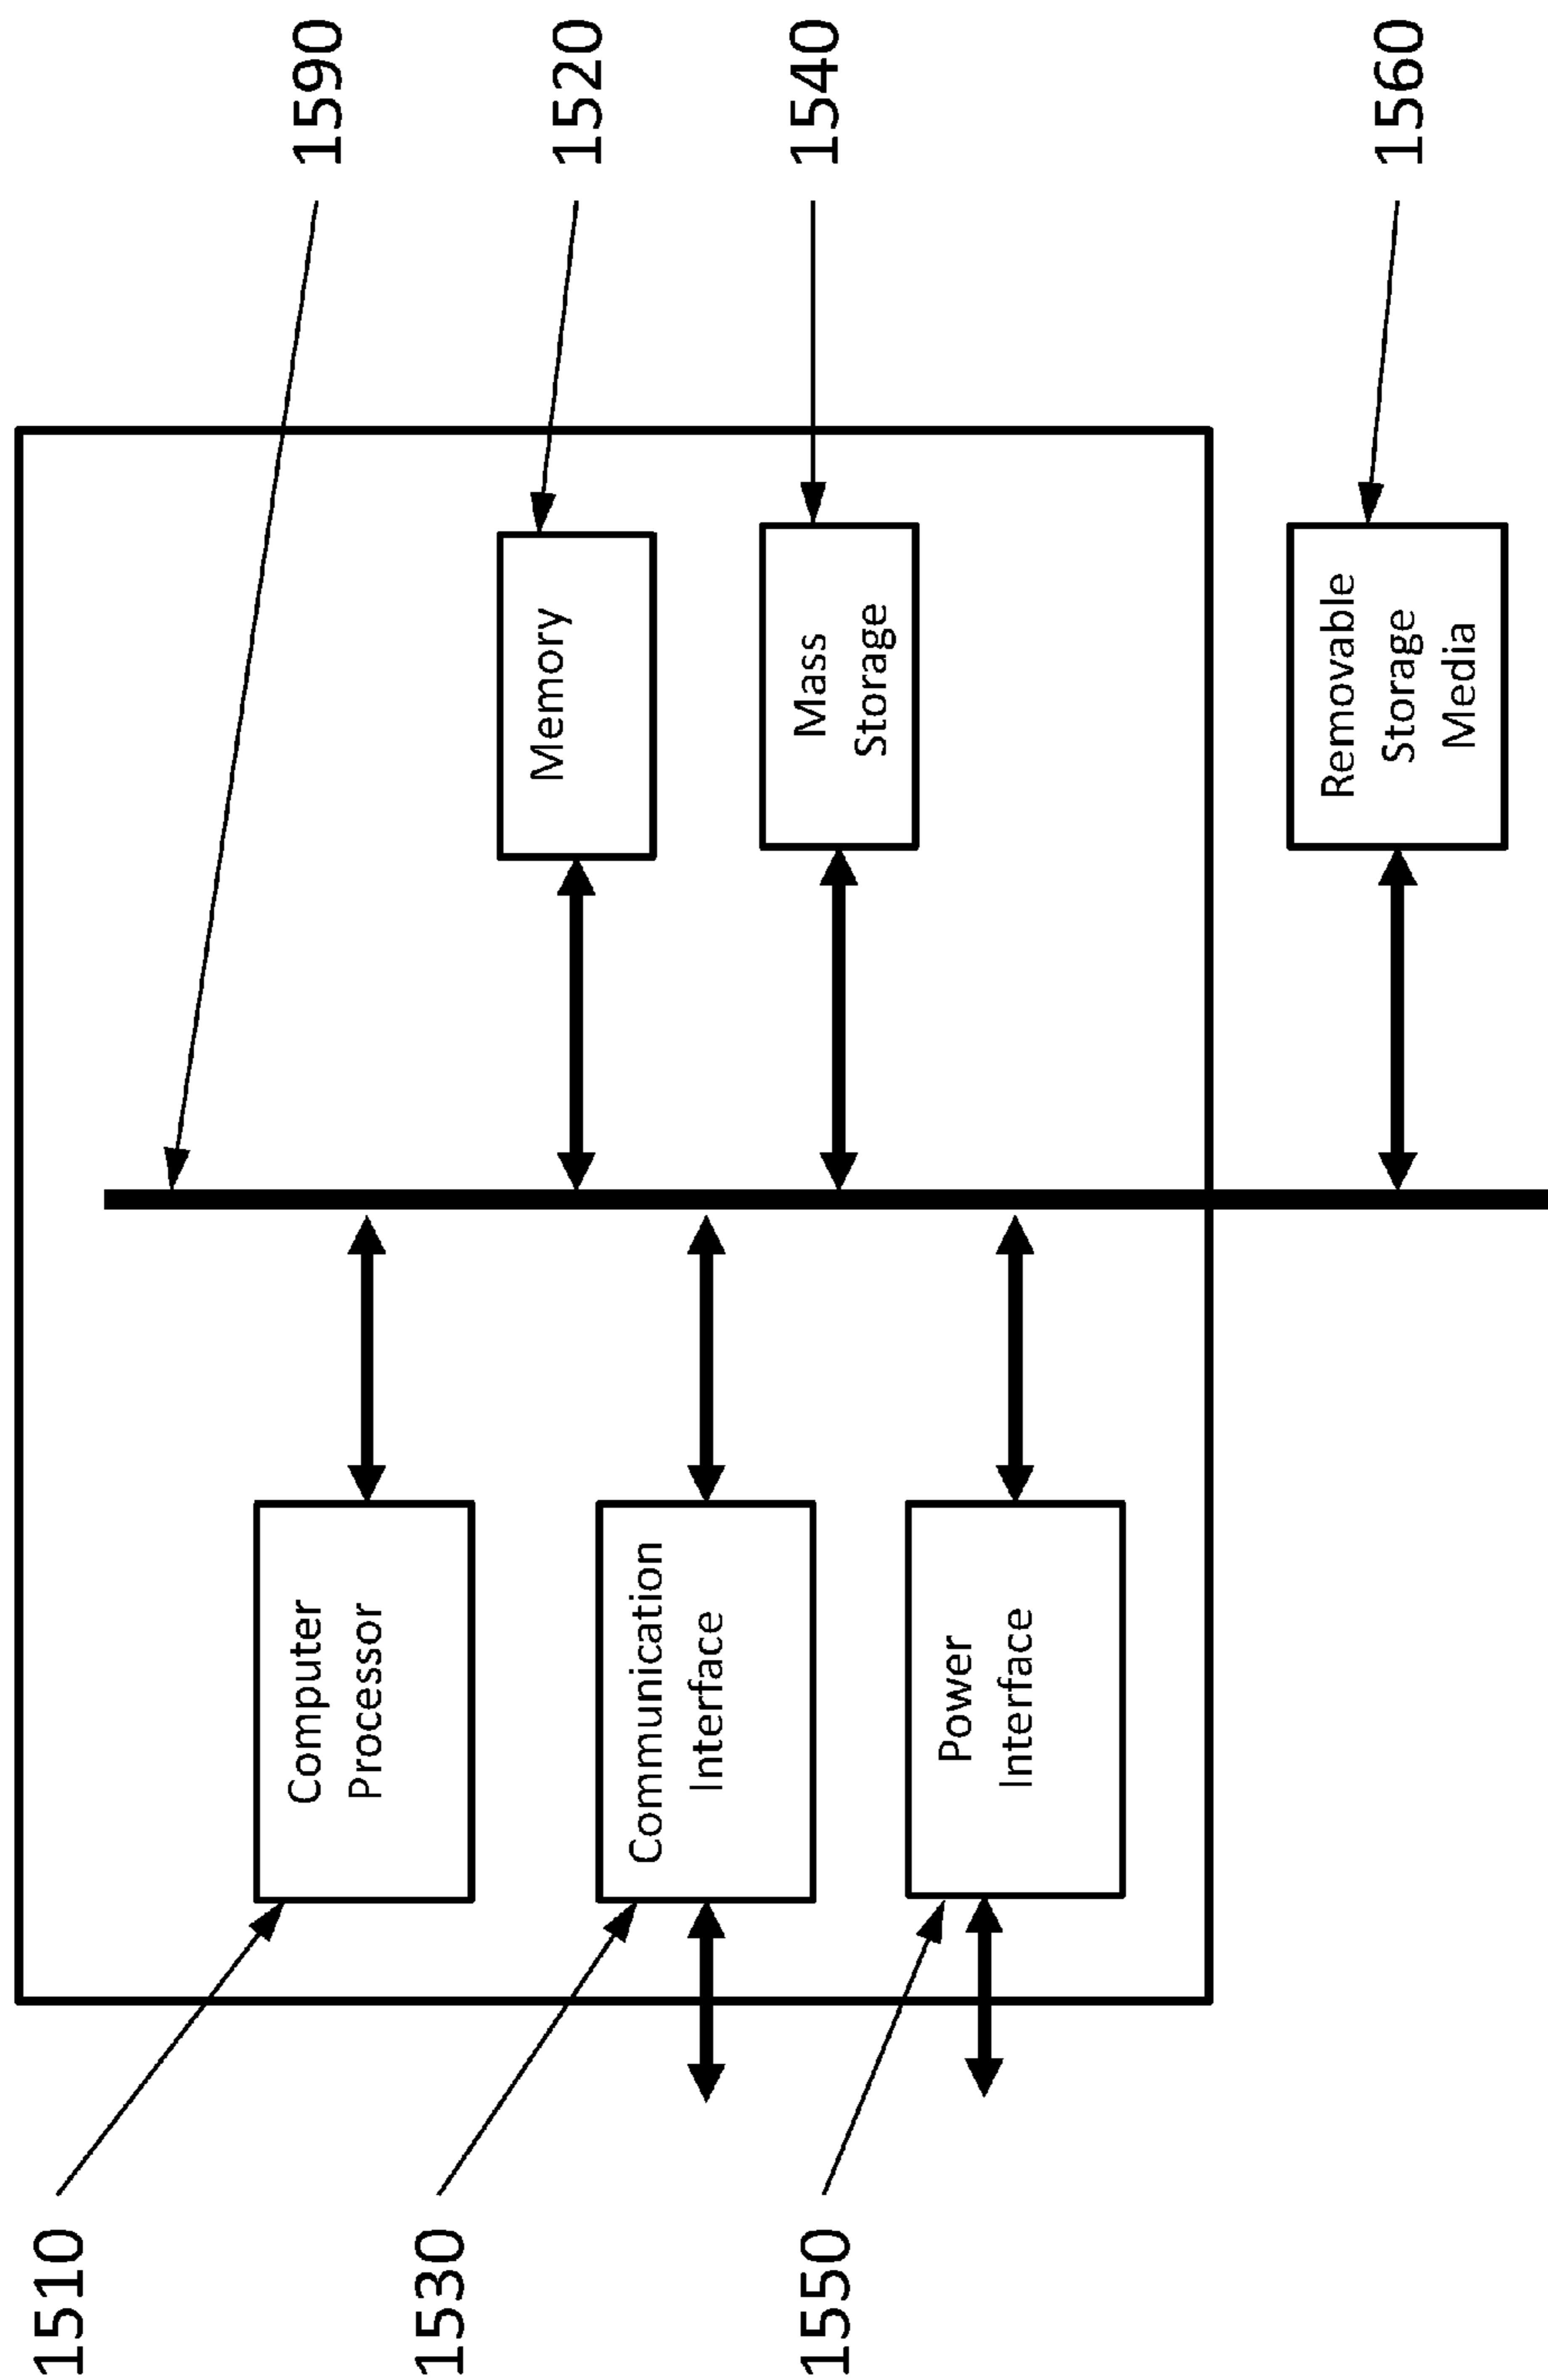 1510
1590
Computer
Processor
1520
Memory
1530
Communication
Interface
1540
Mass
Storage
1550
Power
Interface
1560
Removable
Storage
Media